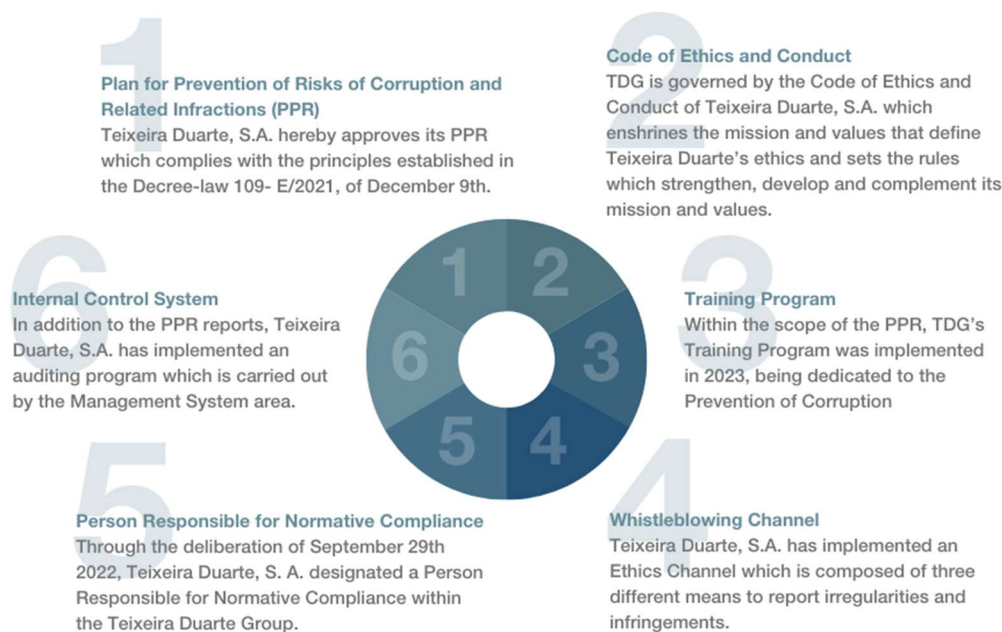 1
Plan for Prevention of Risks of Corruption and
Related Infractions (PPR)
Teixeira Duarte, S.A. hereby approves its PPR
which complies with the principles established in
the Decree-law 109- E/2021, of December 9th.
2
Code of Ethics and Conduct
TDG is governed by the Code of Ethics and
Conduct of Teixeira Duarte, S.A. which
enshrines the mission and values that define
Teixeira Duarte’s ethics and sets the rules
which strengthen, develop and complement its
mission and values.
3
Training Program
Within the scope of the PPR, TDG’s
Training Program was implemented
in 2023, being dedicated to the
Prevention of Corruption
4
Whistleblowing Channel
Teixeira Duarte, S.A. has implemented an
Ethics Channel which is composed of three
different means to report irregularities and
infringements.
5
Person Responsible for Normative Compliance
Through the deliberation of September 29th
2022, Teixeira Duarte, S. A. designated a Person
Responsible for Normative Compliance within
the Teixeira Duarte Group.
6
Internal Control System
In addition to the PPR reports, Teixeira
Duarte, S.A. has implemented an
auditing program which is carried out
by the Management System area.
1 2
6 3
5 4